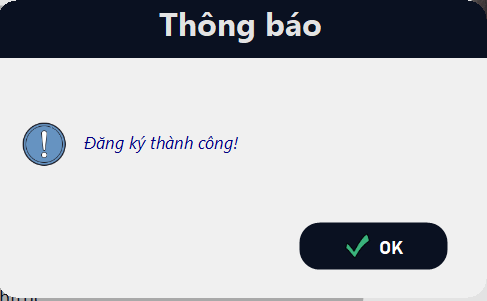 Thông báo
Đăng ký thành công!
OK